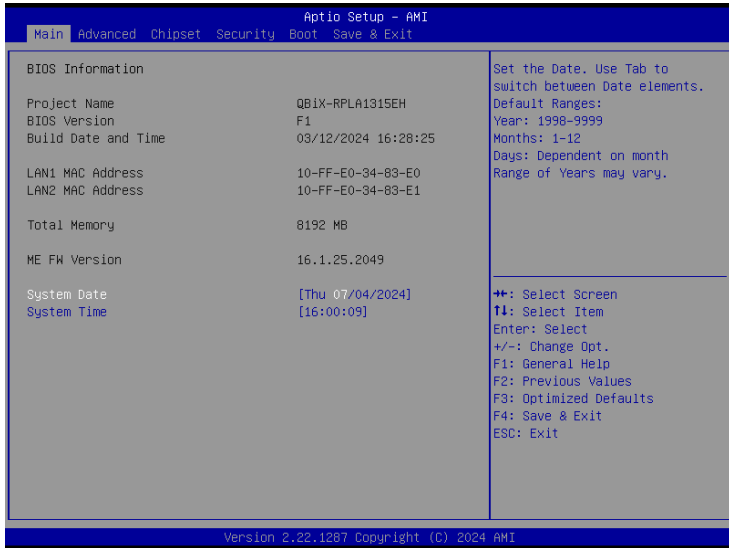 Aptio Setup – AMI
Main Advanced Chipset Security Boot Save & Exit
BIOS Information
Project Name QBiX-RPLA1315EH
BIOS Version F1
Build Date and Time 03/12/2024 16:28:25
LAN1 MAC Address 10-FF-E0-34-83-E0
LAN2 MAC Address 10-FF-E0-34-83-E1
Total Memory 8192 MB
ME FW Version 16.1.25.2049
System Date [Thu 07/04/2024]
System Time [16:00:09]
Set the Date. Use Tab to
switch between Date elements.
Default Ranges:
Year: 1998-9999
Months: 1-12
Days: Dependent on month
Range of Years may vary.
→←: Select Screen
↑↓: Select Item
Enter: Select
+/-: Change Opt.
F1: General Help
F2: Previous Values
F3: Optimized Defaults
F4: Save & Exit
ESC: Exit
Version 2.22.1287 Copyright (C) 2024 AMI